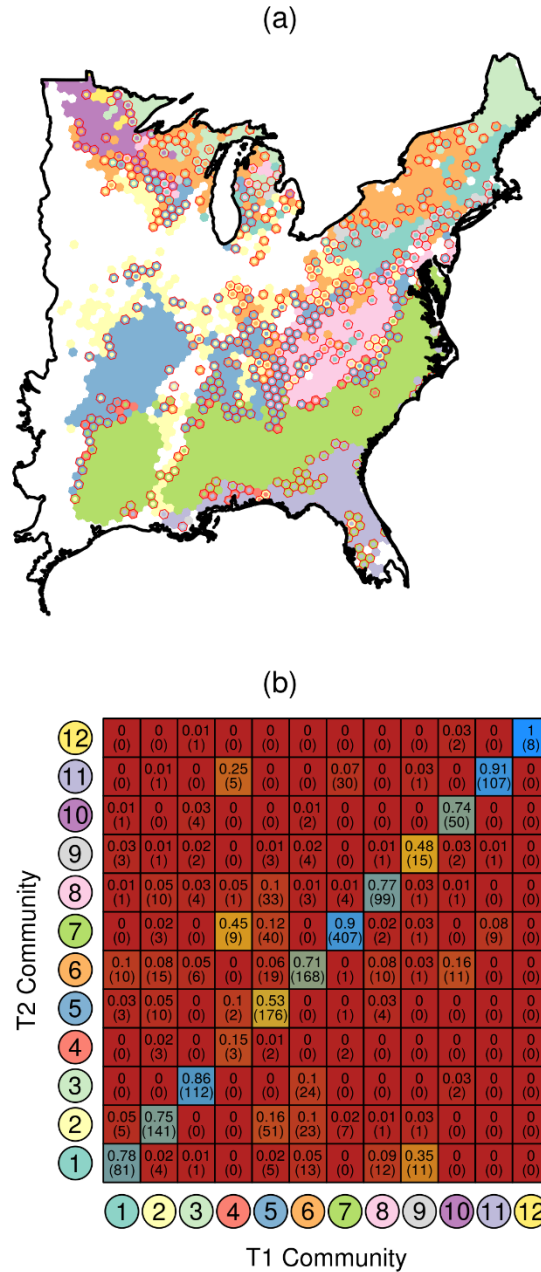 (a)
(b)
12 0 0 0.01 0 0 0 0 0 0 0.03 0 1
(0) (0) (1) (0) (0) (0) (0) (0) (0) (2) (0) (8)
11 0 0.01 0 0.25 0 0 0.07 0 0.03 0 0.91 0
(0) (1) (0) (5) (0) (0) (30) (0) (1) (0) (107) (0)
10 0.01 0 0.03 0 0 0.01 0 0 0 0.74 0 0
(1) (0) (4) (0) (0) (2) (0) (0) (0) (50) (0) (0)
9 0.03 0.01 0.02 0 0.01 0.02 0 0.01 0.48 0.03 0.01 0
(3) (1) (2) (0) (3) (4) (0) (1) (15) (2) (1) (0)
8 0.01 0.05 0.03 0.05 0.1 0.01 0.01 0.77 0.03 0.01 0 0
(1) (10) (4) (1) (33) (3) (4) (99) (1) (1) (0) (0)
7 0 0.02 0 0.45 0.12 0 0.9 0.02 0.03 0 0.08 0
(0) (3) (0) (9) (40) (0) (407) (2) (1) (0) (9) (0)
6 0.1 0.08 0.05 0 0.06 0.71 0 0.08 0.03 0.16 0 0
(10) (15) (6) (0) (19) (168) (1) (10) (1) (11) (0) (0)
5 0.03 0.05 0 0.1 0.53 0 0 0.03 0 0 0 0
(3) (10) (0) (2) (176) (0) (1) (4) (0) (0) (0) (0)
4 0 0.02 0 0.15 0.01 0 0 0 0 0 0 0
(0) (3) (0) (3) (2) (0) (2) (0) (0) (0) (0) (0)
3 0 0 0.86 0 0 0.1 0 0 0 0.03 0 0
(0) (0) (112) (0) (0) (24) (0) (0) (0) (2) (0) (0)
2 0.05 0.75 0 0 0.16 0.1 0.02 0.01 0.03 0 0 0
(5) (141) (0) (0) (51) (23) (7) (1) (1) (0) (0) (0)
1 0.78 0.02 0.01 0 0.02 0.05 0 0.09 0.35 0 0 0
(81) (4) (1) (0) (5) (13) (0) (12) (11) (0) (0) (0)
T2 Community
1 2 3 4 5 6 7 8 9 10 11 12
T1 Community